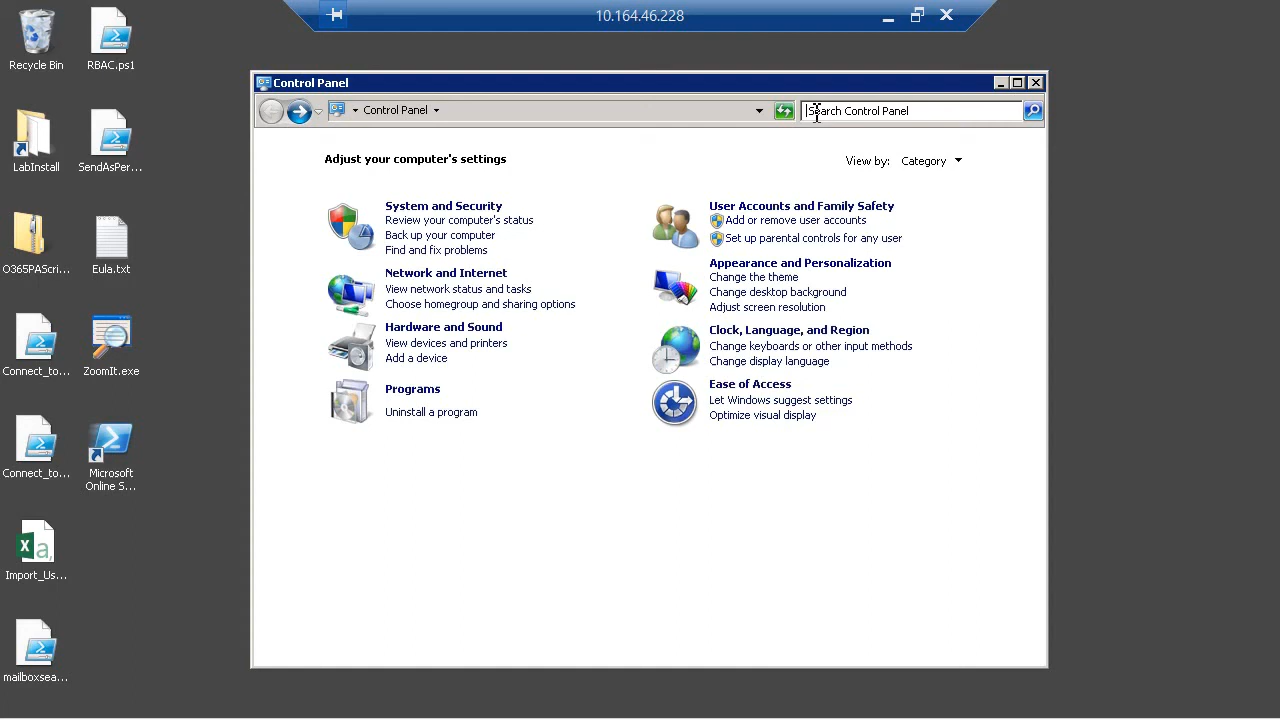 10.164.46.228
Recycle Bin
RBAC.ps1
LabInstall
SendAsPer...
O365PAScri...
Eula.txt
Connect_to...
ZoomIt.exe
Connect_to...
Microsoft
Online S...
Import_Us...
mailboxsea...
Control Panel
Control Panel
Search Control Panel
Adjust your computer's settings
View by: Category
System and Security
Review your computer's status
Back up your computer
Find and fix problems
Network and Internet
View network status and tasks
Choose homegroup and sharing options
Hardware and Sound
View devices and printers
Add a device
Programs
Uninstall a program
User Accounts and Family Safety
Add or remove user accounts
Set up parental controls for any user
Appearance and Personalization
Change the theme
Change desktop background
Adjust screen resolution
Clock, Language, and Region
Change keyboards or other input methods
Change display language
Ease of Access
Let Windows suggest settings
Optimize visual display